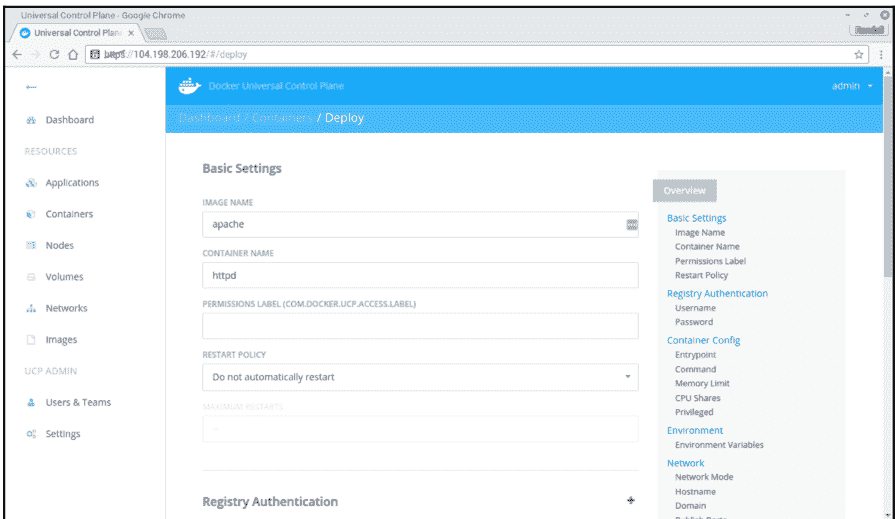 Universal Control Plane - Google Chrome
Universal Control Plan
https://104.198.206.192/#/deploy
Docker Universal Control Plane
admin
Dashboard / Containers / Deploy
Dashboard
RESOURCES
Applications
Containers
Nodes
Volumes
Networks
Images
UCP ADMIN
Users & Teams
Settings
Basic Settings
IMAGE NAME
apache
CONTAINER NAME
httpd
PERMISSIONS LABEL (COM.DOCKER.UCP.ACCESS.LABEL)
RESTART POLICY
Do not automatically restart
MAXIMUM RESTARTS
Registry Authentication
Overview
Basic Settings
Image Name
Container Name
Permissions Label
Restart Policy
Registry Authentication
Username
Password
Container Config
Entrypoint
Command
Memory Limit
CPU Shares
Privileged
Environment
Environment Variables
Network
Network Mode
Hostname
Domain